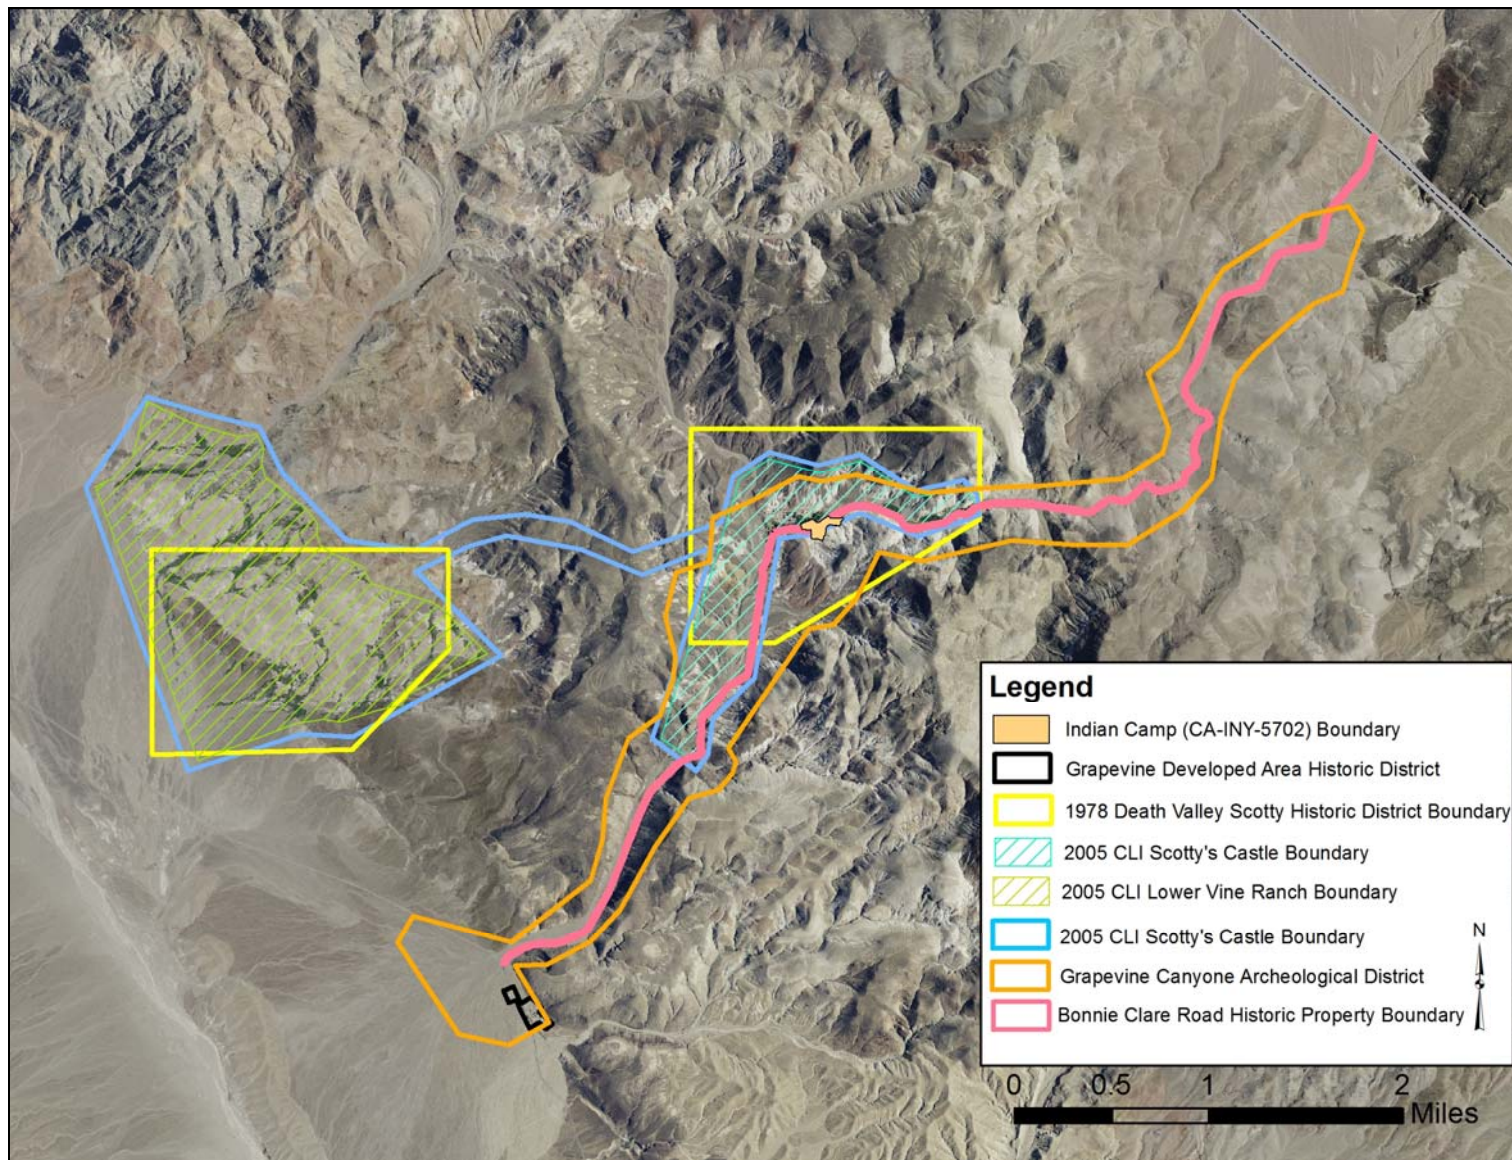 Legend
Indian Camp (CA-INY-5702) Boundary
Grapevine Developed Area Historic District
1978 Death Valley Scotty Historic District Boundary
2005 CLI Scotty's Castle Boundary
2005 CLI Lower Vine Ranch Boundary
2005 CLI Scotty's Castle Boundary
Grapevine Canyone Archeological District
Bonnie Clare Road Historic Property Boundary
N
0 0.5 1 2
Miles